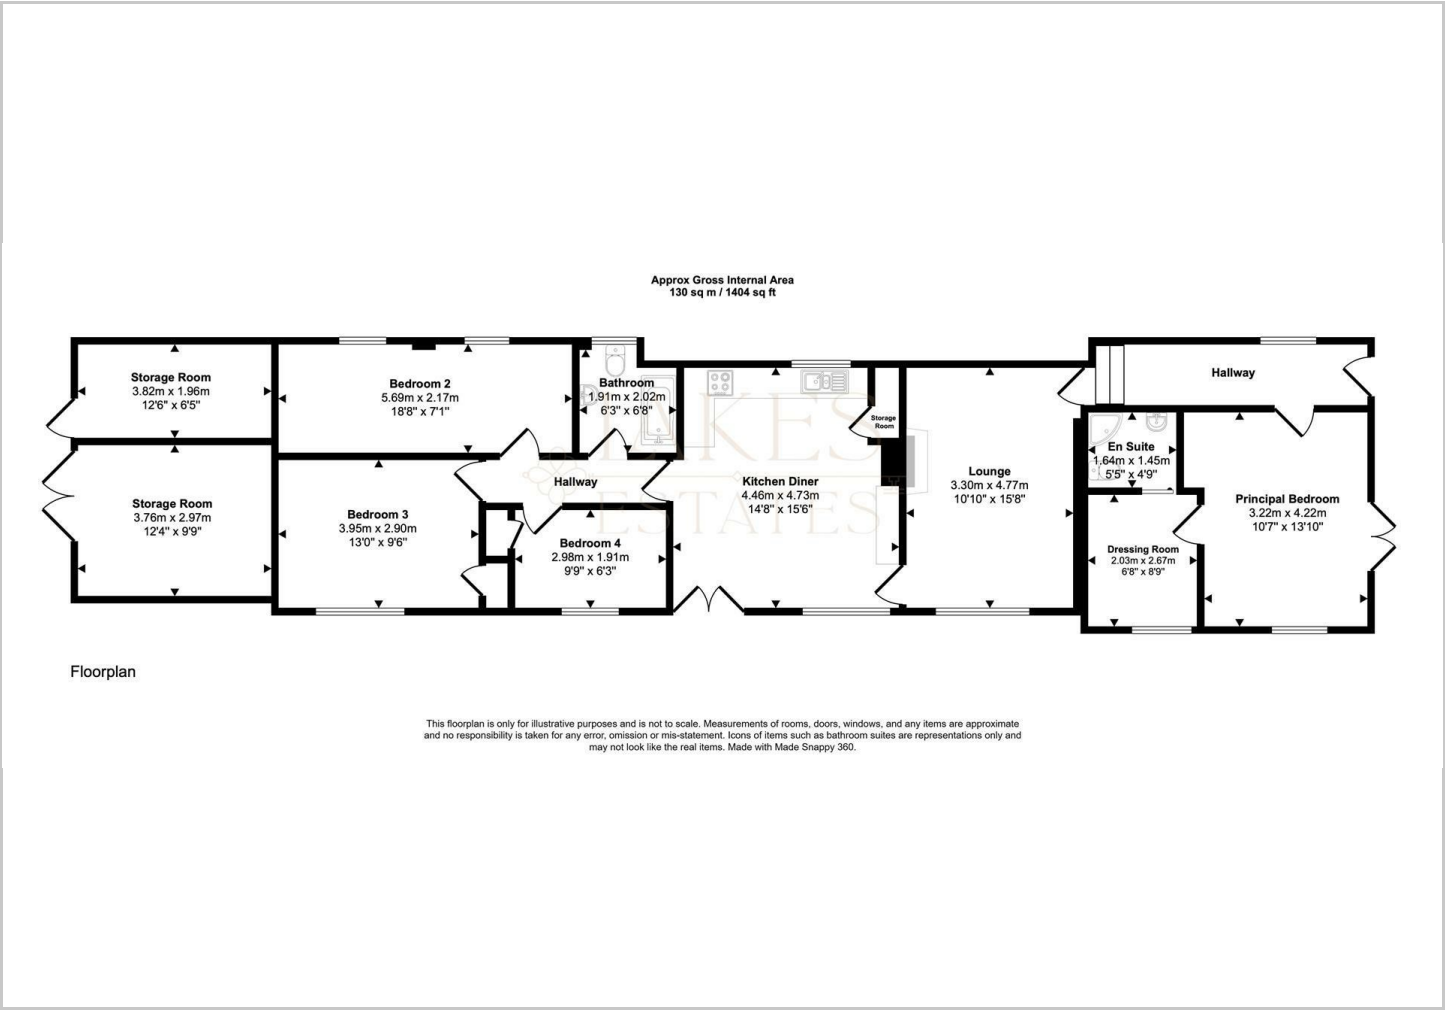 Approx Gross Internal Area
130 sq m / 1404 sq ft
Storage Room
3.82m x 1.96m
12'6" x 6'5"
Bedroom 2
5.69m x 2.17m
18'8" x 7'1"
Bathroom
1.91m x 2.02m
6'3" x 6'8"
Storage
Room
Hallway
Storage Room
3.76m x 2.97m
12'4" x 9'9"
Bedroom 3
3.95m x 2.90m
13'0" x 9'6"
Hallway
Bedroom 4
2.98m x 1.91m
9'9" x 6'3"
Kitchen Diner
4.46m x 4.73m
14'8" x 15'6"
Lounge
3.30m x 4.77m
10'10" x 15'8"
En Suite
1.64m x 1.45m
5'5" x 4'9"
Dressing Room
2.03m x 2.67m
6'8" x 8'9"
Principal Bedroom
3.22m x 4.22m
10'7" x 13'10"
LAKES
ESTATES
Floorplan
This floorplan is only for illustrative purposes and is not to scale. Measurements of rooms, doors, windows, and any items are approximate
and no responsibility is taken for any error, omission or mis-statement. Icons of items such as bathroom suites are representations only and
may not look like the real items. Made with Made Snappy 360.